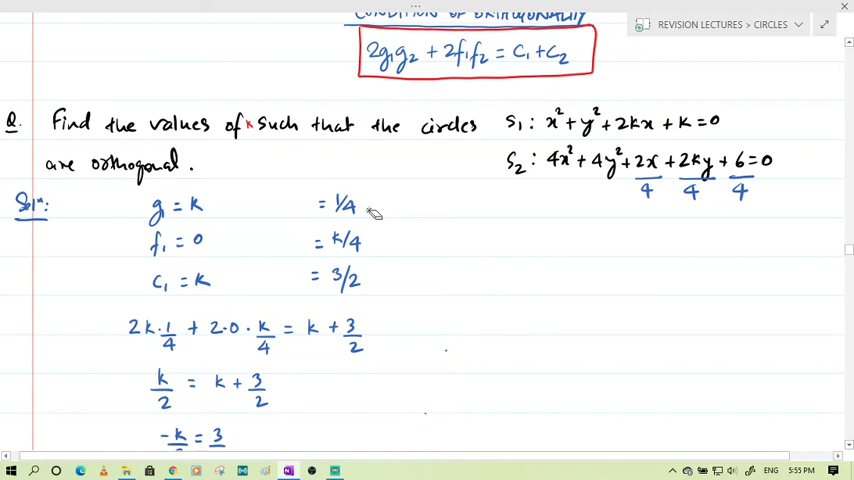 CONDITION OF ORTHOGONALITY
REVISION LECTURES > CIRCLES
2g₁g₂ + 2f₁f₂ = C₁+C₂
Q. Find the values of k such that the circles S₁: x²+y²+2kx+k=0
are orthogonal. S₂: 4x²+4y²+2x/4+2ky/4+6/4=0
Solⁿ: g₁ = k = 1/4
f₁ = 0 = k/4
C₁ = k = 3/2
2k·1/4 + 2·0·k/4 = k + 3/2
k/2 = k + 3/2
-k = 3
ENG 5:55 PM